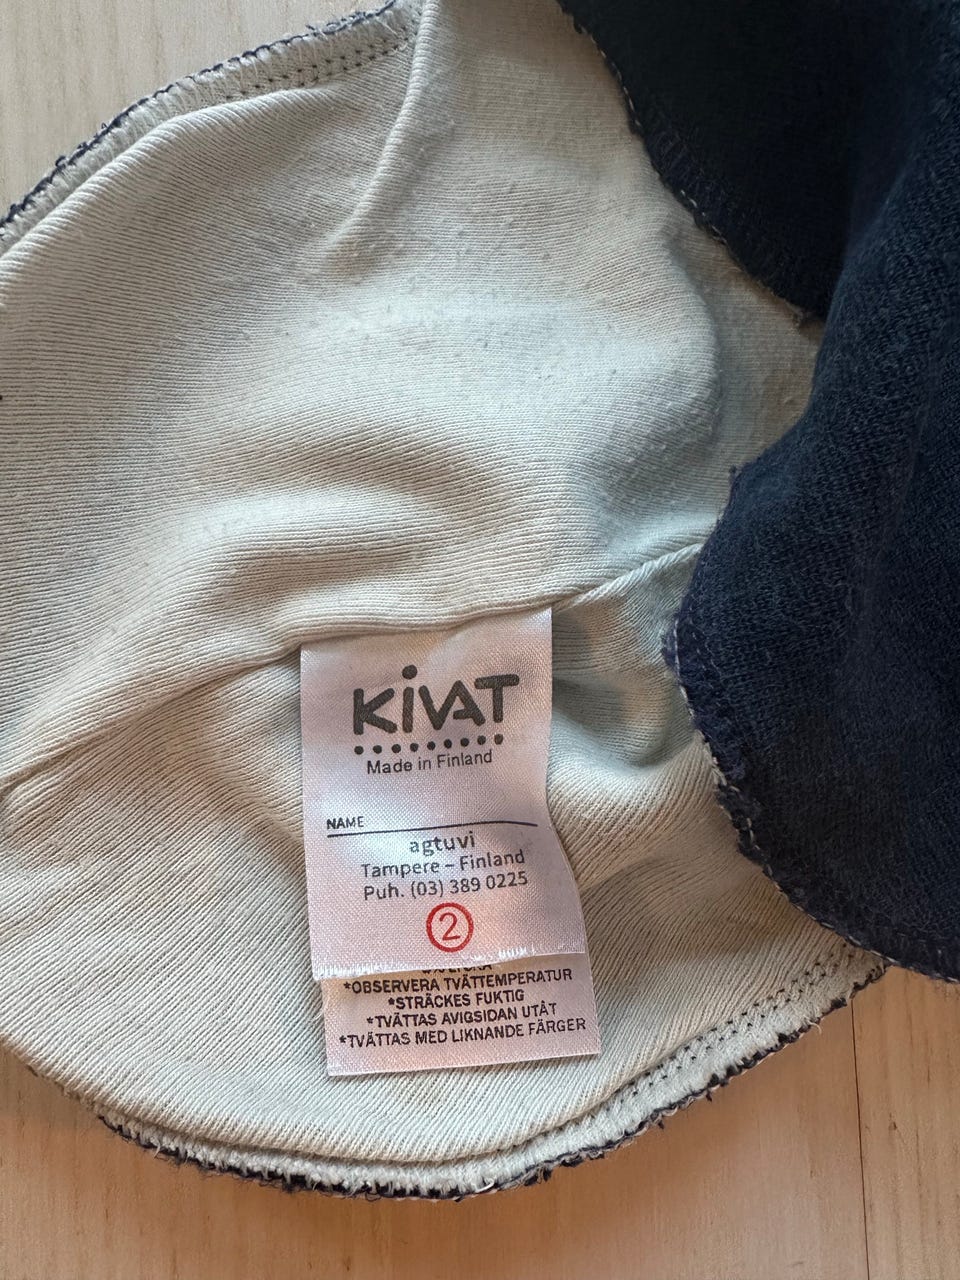 KiVAT
Made in Finland
NAME
agtuvi
Tampere – Finland
Puh. (03) 389 0225
2
*OBSERVERA TVÄTTEMPERATUR
*STRÄCKES FUKTIG
*TVÄTTAS AVIGSIDAN UTÅT
*TVÄTTAS MED LIKNANDE FÄRGER